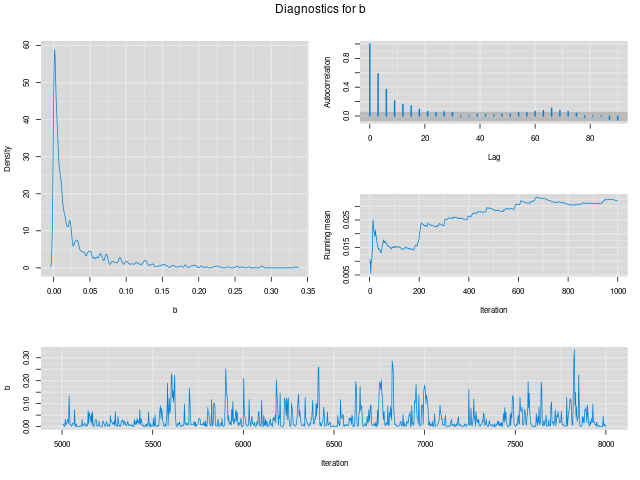 Diagnostics for b
Density
60
50
40
30
20
10
0
0.00 0.05 0.10 0.15 0.20 0.25 0.30 0.35
b
Autocorrelation
0.8
0.4
0.0
0 20 40 60 80
Lag
Running mean
0.025
0.015
0.005
0 200 400 600 800 1000
Iteration
b
0.30
0.20
0.10
0.00
5000 5500 6000 6500 7000 7500 8000
Iteration